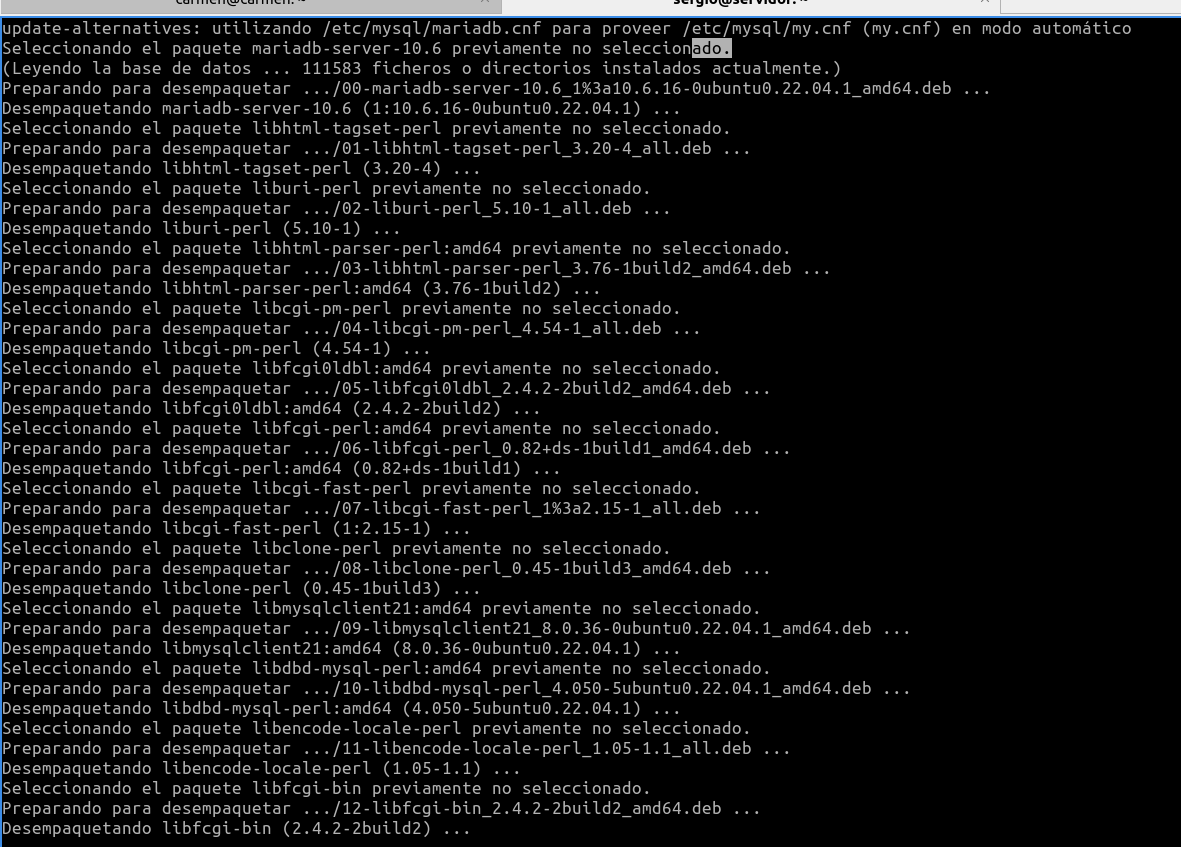 carmen@carmen: ~
sergio@servidor: ~
update-alternatives: utilizando /etc/mysql/mariadb.cnf para proveer /etc/mysql/my.cnf (my.cnf) en modo automático
Seleccionando el paquete mariadb-server-10.6 previamente no seleccionado.
(Leyendo la base de datos ... 111583 ficheros o directorios instalados actualmente.)
Preparando para desempaquetar .../00-mariadb-server-10.6_1%3a10.6.16-0ubuntu0.22.04.1_amd64.deb ...
Desempaquetando mariadb-server-10.6 (1:10.6.16-0ubuntu0.22.04.1) ...
Seleccionando el paquete libhtml-tagset-perl previamente no seleccionado.
Preparando para desempaquetar .../01-libhtml-tagset-perl_3.20-4_all.deb ...
Desempaquetando libhtml-tagset-perl (3.20-4) ...
Seleccionando el paquete liburi-perl previamente no seleccionado.
Preparando para desempaquetar .../02-liburi-perl_5.10-1_all.deb ...
Desempaquetando liburi-perl (5.10-1) ...
Seleccionando el paquete libhtml-parser-perl:amd64 previamente no seleccionado.
Preparando para desempaquetar .../03-libhtml-parser-perl_3.76-1build2_amd64.deb ...
Desempaquetando libhtml-parser-perl:amd64 (3.76-1build2) ...
Seleccionando el paquete libcgi-pm-perl previamente no seleccionado.
Preparando para desempaquetar .../04-libcgi-pm-perl_4.54-1_all.deb ...
Desempaquetando libcgi-pm-perl (4.54-1) ...
Seleccionando el paquete libfcgi0ldbl:amd64 previamente no seleccionado.
Preparando para desempaquetar .../05-libfcgi0ldbl_2.4.2-2build2_amd64.deb ...
Desempaquetando libfcgi0ldbl:amd64 (2.4.2-2build2) ...
Seleccionando el paquete libfcgi-perl:amd64 previamente no seleccionado.
Preparando para desempaquetar .../06-libfcgi-perl_0.82+ds-1build1_amd64.deb ...
Desempaquetando libfcgi-perl:amd64 (0.82+ds-1build1) ...
Seleccionando el paquete libcgi-fast-perl previamente no seleccionado.
Preparando para desempaquetar .../07-libcgi-fast-perl_1%3a2.15-1_all.deb ...
Desempaquetando libcgi-fast-perl (1:2.15-1) ...
Seleccionando el paquete libclone-perl previamente no seleccionado.
Preparando para desempaquetar .../08-libclone-perl_0.45-1build3_amd64.deb ...
Desempaquetando libclone-perl (0.45-1build3) ...
Seleccionando el paquete libmysqlclient21:amd64 previamente no seleccionado.
Preparando para desempaquetar .../09-libmysqlclient21_8.0.36-0ubuntu0.22.04.1_amd64.deb ...
Desempaquetando libmysqlclient21:amd64 (8.0.36-0ubuntu0.22.04.1) ...
Seleccionando el paquete libdbd-mysql-perl:amd64 previamente no seleccionado.
Preparando para desempaquetar .../10-libdbd-mysql-perl_4.050-5ubuntu0.22.04.1_amd64.deb ...
Desempaquetando libdbd-mysql-perl:amd64 (4.050-5ubuntu0.22.04.1) ...
Seleccionando el paquete libencode-locale-perl previamente no seleccionado.
Preparando para desempaquetar .../11-libencode-locale-perl_1.05-1.1_all.deb ...
Desempaquetando libencode-locale-perl (1.05-1.1) ...
Seleccionando el paquete libfcgi-bin previamente no seleccionado.
Preparando para desempaquetar .../12-libfcgi-bin_2.4.2-2build2_amd64.deb ...
Desempaquetando libfcgi-bin (2.4.2-2build2) ...